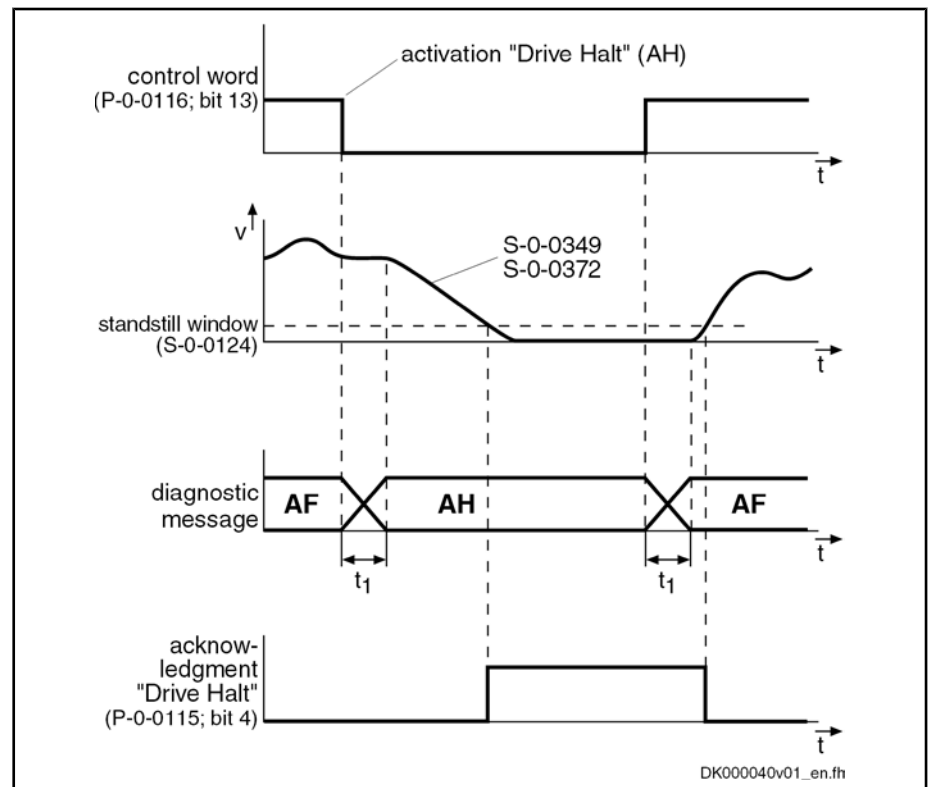 activation "Drive Halt" (AH)
control word
(P-0-0116; bit 13)
t
v
S-0-0349
S-0-0372
standstill window
(S-0-0124)
t
diagnostic
message
AF
AH
AF
t
t1
t1
acknow-
ledgment
"Drive Halt"
(P-0-0115; bit 4)
t
DK000040v01_en.fh